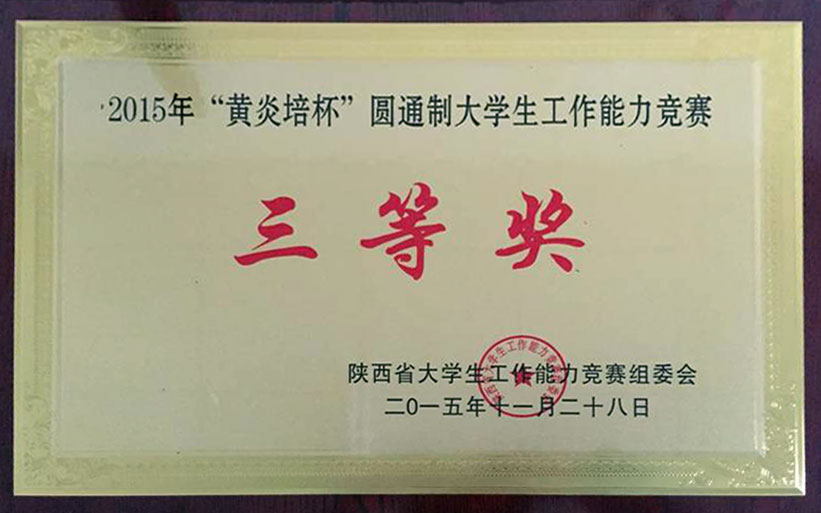 2015年“黄炎培杯”圆通制大学生工作能力竞赛
三等奖
陕西省大学生工作能力竞赛组委会
二0一五年十一月二十八日